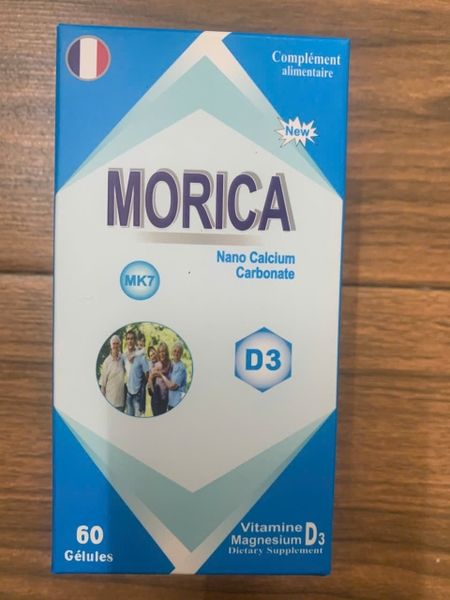 Complément
alimentaire
New
MORICA
Nano Calcium
Carbonate
MK7
D3
60
Gélules
Vitamine
Magnesium D3
Dietary Supplement